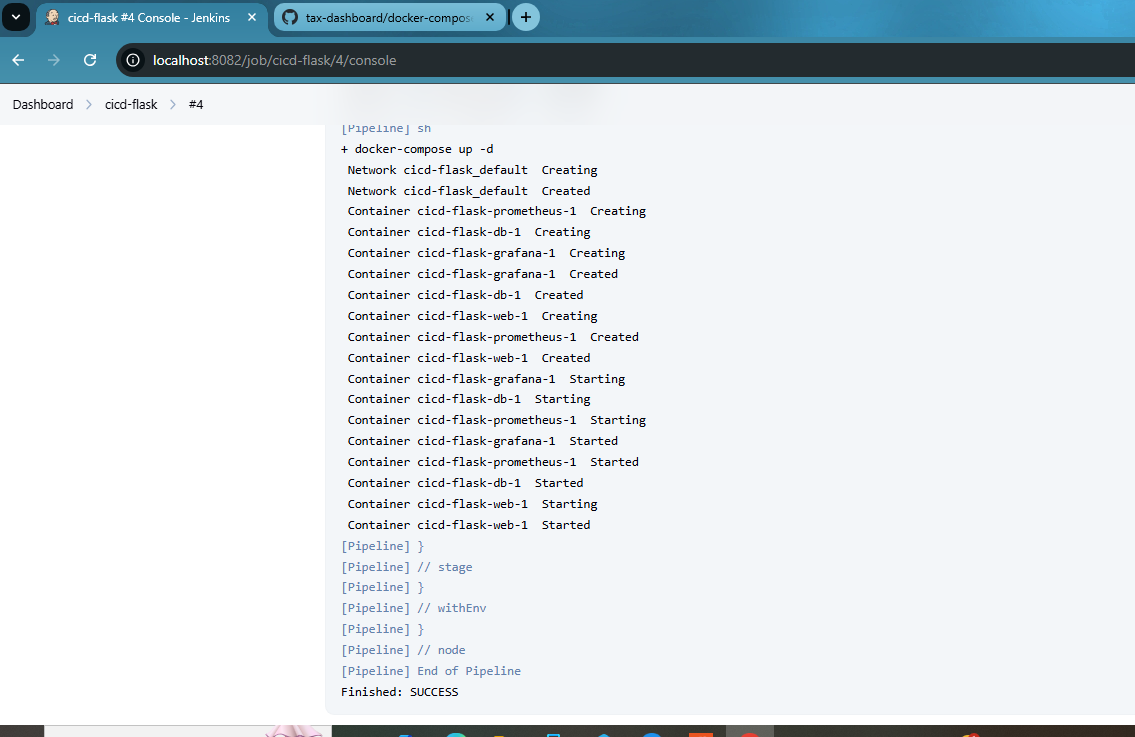 cicd-flask #4 Console - Jenkins
tax-dashboard/docker-compos
localhost:8082/job/cicd-flask/4/console
Dashboard > cicd-flask > #4
[Pipeline] sh
+ docker-compose up -d
Network cicd-flask_default  Creating
Network cicd-flask_default  Created
Container cicd-flask-prometheus-1  Creating
Container cicd-flask-db-1  Creating
Container cicd-flask-grafana-1  Creating
Container cicd-flask-grafana-1  Created
Container cicd-flask-db-1  Created
Container cicd-flask-web-1  Creating
Container cicd-flask-prometheus-1  Created
Container cicd-flask-web-1  Created
Container cicd-flask-grafana-1  Starting
Container cicd-flask-db-1  Starting
Container cicd-flask-prometheus-1  Starting
Container cicd-flask-grafana-1  Started
Container cicd-flask-prometheus-1  Started
Container cicd-flask-db-1  Started
Container cicd-flask-web-1  Starting
Container cicd-flask-web-1  Started
[Pipeline] }
[Pipeline] // stage
[Pipeline] }
[Pipeline] // withEnv
[Pipeline] }
[Pipeline] // node
[Pipeline] End of Pipeline
Finished: SUCCESS